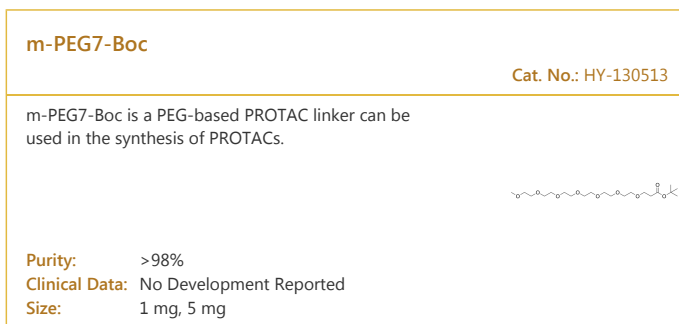 m-PEG7-Boc
Cat. No.: HY-130513
m-PEG7-Boc is a PEG-based PROTAC linker can be
used in the synthesis of PROTACs.
Purity: >98%
Clinical Data: No Development Reported
Size: 1 mg, 5 mg